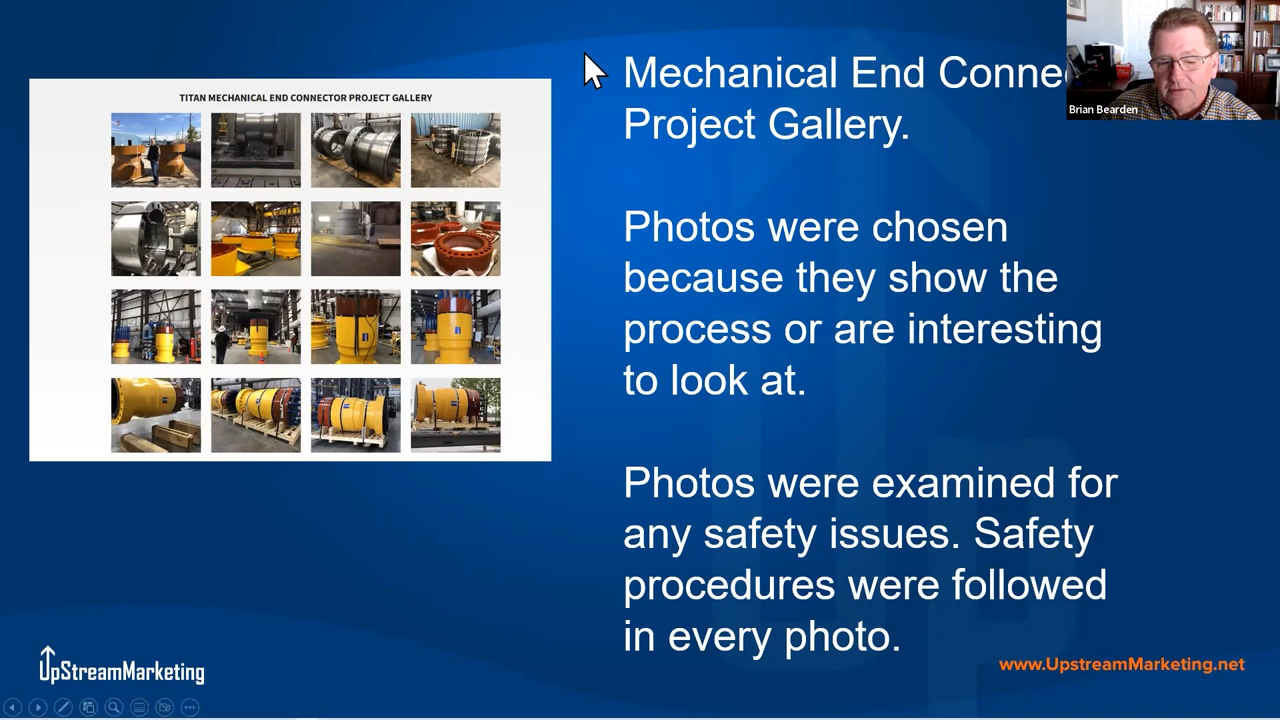 TITAN MECHANICAL END CONNECTOR PROJECT GALLERY
Mechanical End Connec
Project Gallery.
Photos were chosen
because they show the
process or are interesting
to look at.
Photos were examined for
any safety issues. Safety
procedures were followed
in every photo.
Brian Bearden
UpStreamMarketing
www.UpstreamMarketing.net